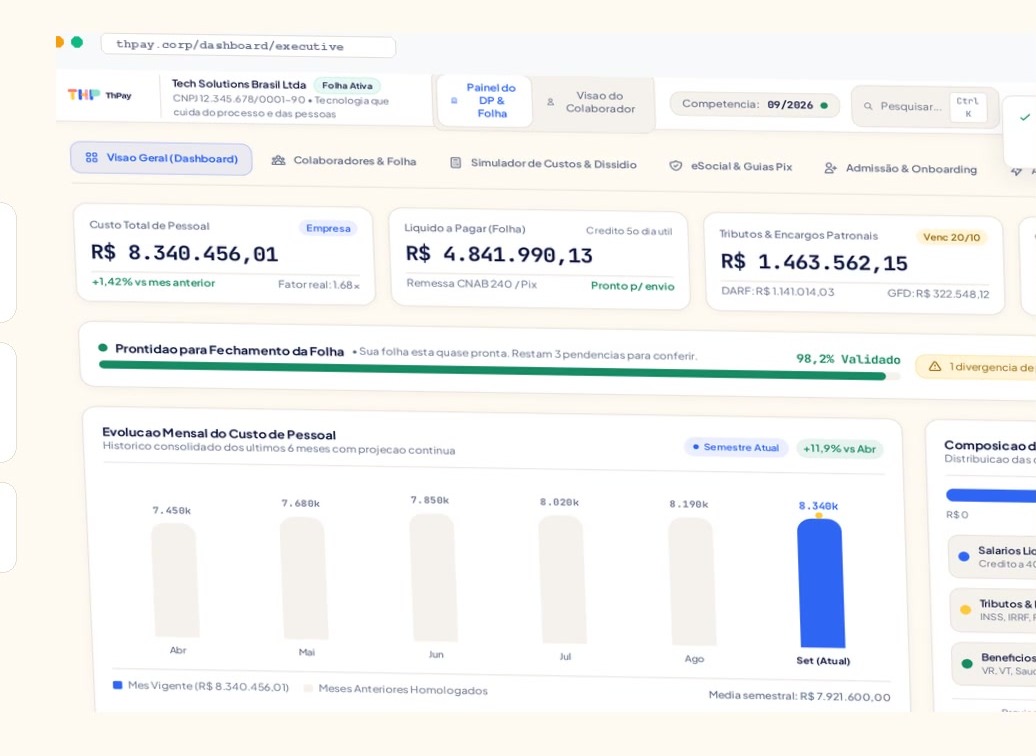 thpay.corp/dashboard/executive
THP ThPay
Tech Solutions Brasil Ltda Folha Ativa
CNPJ 12.345.678/0001-90 • Tecnologia que
cuida do processo e das pessoas
Painel do
DP &
Folha
Visao do
Colaborador
Competencia: 09/2026
Pesquisar...
Ctrl
K
Visao Geral (Dashboard)
Colaboradores & Folha
Simulador de Custos & Dissidio
eSocial & Guias Pix
Admissão & Onboarding
Custo Total de Pessoal Empresa
R$ 8.340.456,01
+1,42% vs mes anterior Fator real: 1.68x
Liquido a Pagar (Folha) Credito 5o dia util
R$ 4.841.990,13
Remessa CNAB 240 / Pix Pronto p/ envio
Tributos & Encargos Patronais Venc 20/10
R$ 1.463.562,15
DARF: R$ 1.141.014,03 GFD: R$ 322.548,12
Prontidao para Fechamento da Folha • Sua folha esta quase pronta. Restam 3 pendencias para conferir. 98,2% Validado
1 divergencia de
Evolucao Mensal do Custo de Pessoal
Historico consolidado dos ultimos 6 meses com projecao continua
Semestre Atual +11,9% vs Abr
7.450k 7.680k 7.850k 8.020k 8.190k 8.340k
Abr Mai Jun Jul Ago Set (Atual)
Mes Vigente (R$ 8.340.456.01) Meses Anteriores Homologados Media semestral: R$ 7.921.600,00
Composicao d
Distribuicao das
R$ 0
Salarios Liq
Credito a 40
Tributos &
INSS, IRRF,
Beneficios
VR, VT, Sau